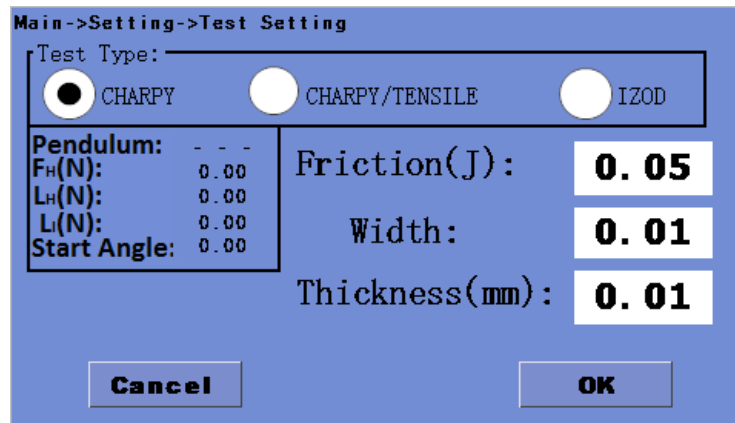 Main->Setting->Test Setting
Test Type:
CHARPY CHARPY/TENSILE IZOD
Pendulum: - - -
FH(N): 0.00
LH(N): 0.00
LI(N): 0.00
Start Angle: 0.00
Friction(J): 0.05
Width: 0.01
Thickness(mm): 0.01
Cancel OK